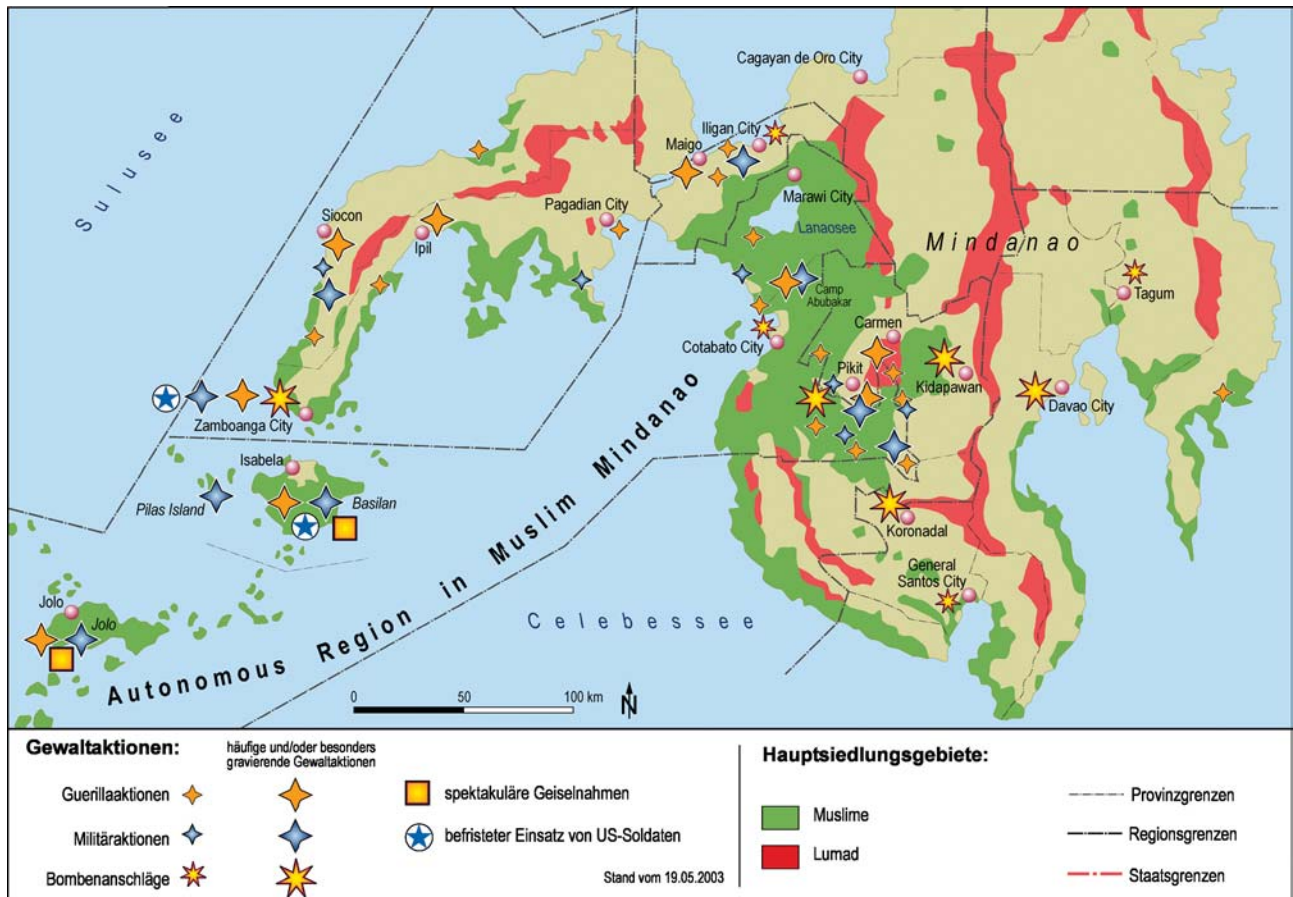 Cagayan de Oro City
Iligan City
Maigo
Marawi City
Sulusee
Pagadian City
Siocon
Lanaosee
Ipil
Mindanao
Camp
Abubakar
Tagum
Carmen
Cotabato City
Pikit
Kidapawan
Davao City
Zamboanga City
Isabela
Pilas Island
Basilan
Koronadal
General
Santos City
Jolo
Jolo
Celebessee
Autonomous Region in Muslim Mindanao
0 50 100 km
N
Gewaltaktionen:
häufige und/oder besonders
gravierende Gewaltaktionen
Guerillaaktionen
Militäraktionen
Bombenanschläge
spektakuläre Geiselnahmen
befristeter Einsatz von US-Soldaten
Stand vom 19.05.2003
Hauptsiedlungsgebiete:
Muslime
Lumad
Provinzgrenzen
Regionsgrenzen
Staatsgrenzen